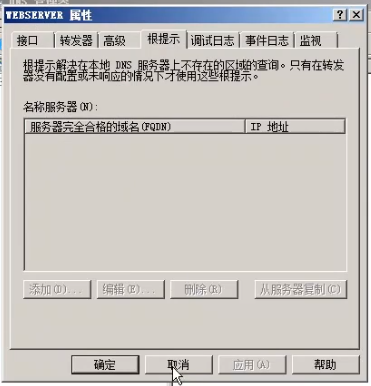 WEBSERVER 属性
接口 转发器 高级 根提示 调试日志 事件日志 监视
根提示解决在本地 DNS 服务器上不存在的区域的查询。只有在转发
器没有配置或未响应的情况下才使用这些根提示。
名称服务器(N):
服务器完全合格的域名(FQDN) IP 地址
添加(D)... 编辑(E)... 删除(R) 从服务器复制(C)
确定 取消 应用(A) 帮助